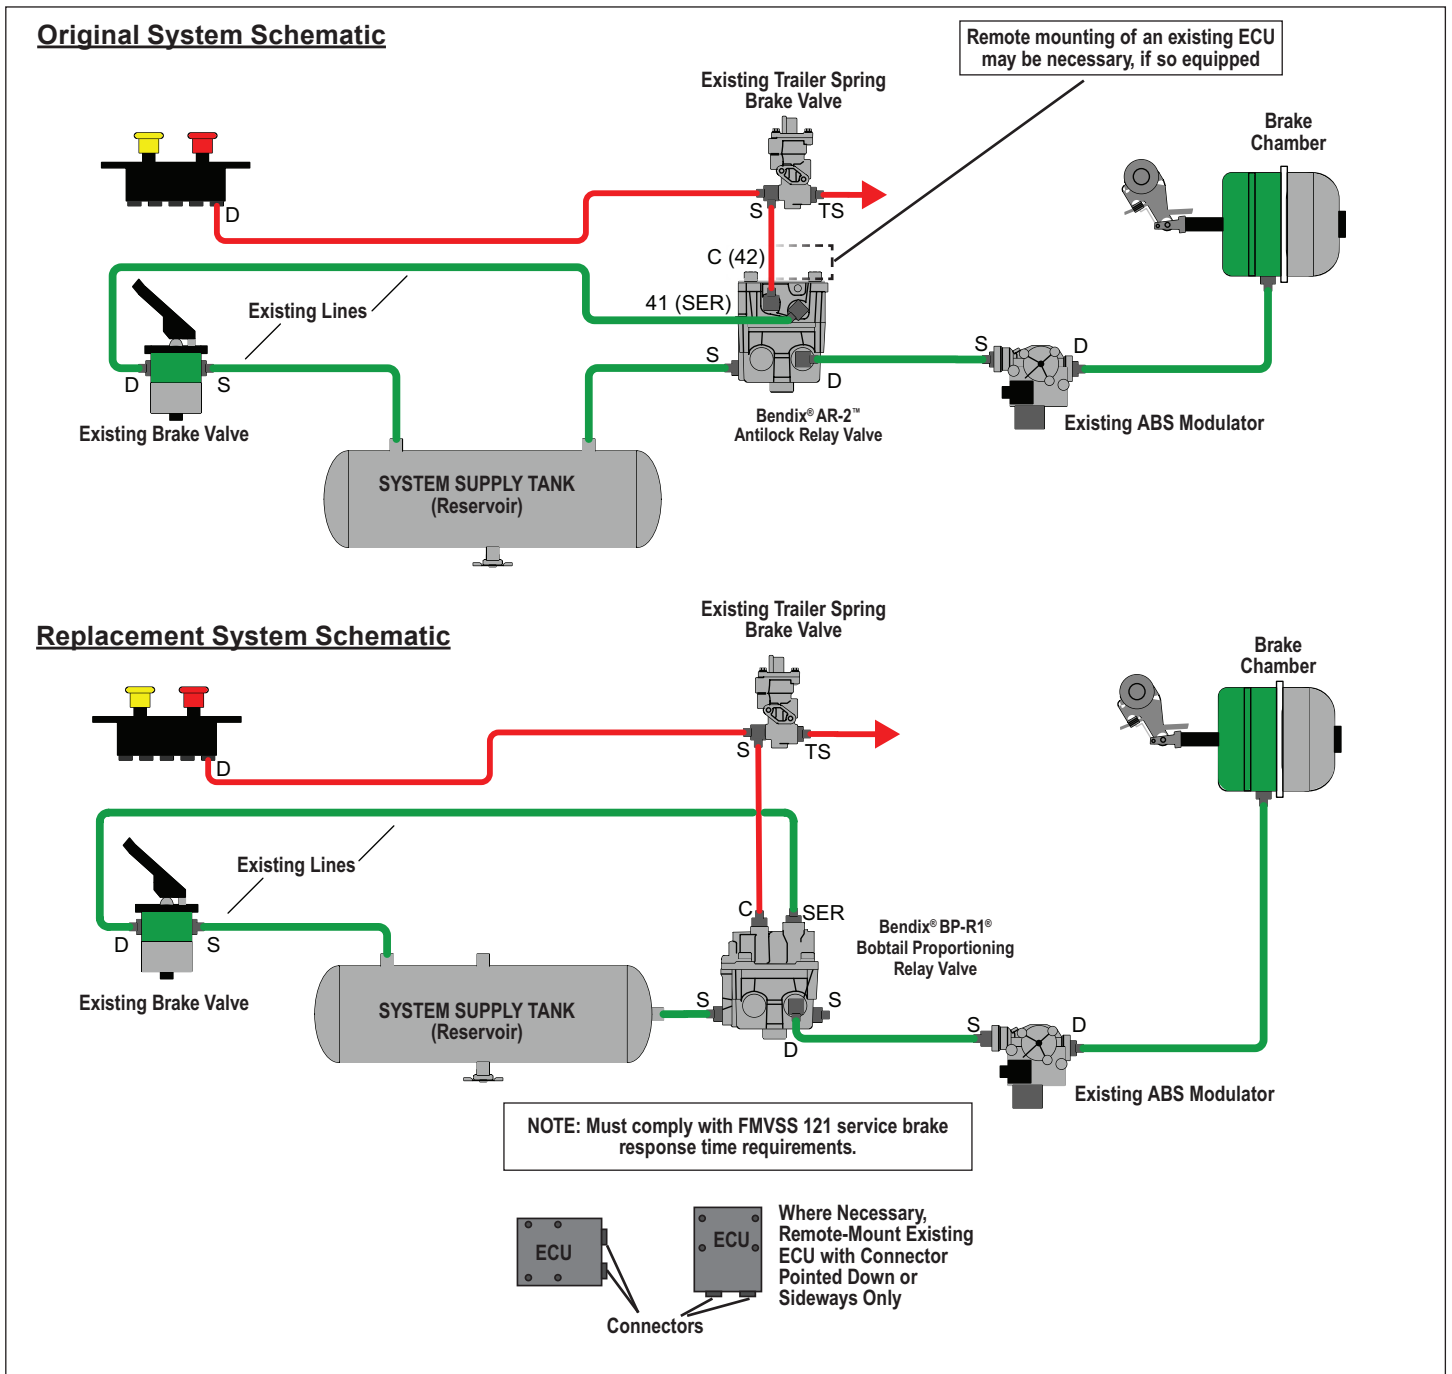 Original System Schematic
Remote mounting of an existing ECU
may be necessary, if so equipped
Existing Trailer Spring
Brake Valve
Brake
Chamber
D
S
TS
C (42)
41 (SER)
Existing Lines
D
S
S
D
S
D
Existing Brake Valve
Bendix® AR-2™
Antilock Relay Valve
Existing ABS Modulator
SYSTEM SUPPLY TANK
(Reservoir)
Replacement System Schematic
Existing Trailer Spring
Brake Valve
Brake
Chamber
D
S
TS
Existing Lines
C
SER
Bendix® BP-R1®
Bobtail Proportioning
Relay Valve
D
S
Existing Brake Valve
SYSTEM SUPPLY TANK
(Reservoir)
S
S
D
S
D
Existing ABS Modulator
NOTE: Must comply with FMVSS 121 service brake
response time requirements.
ECU
ECU
Where Necessary,
Remote-Mount Existing
ECU with Connector
Pointed Down or
Sideways Only
Connectors